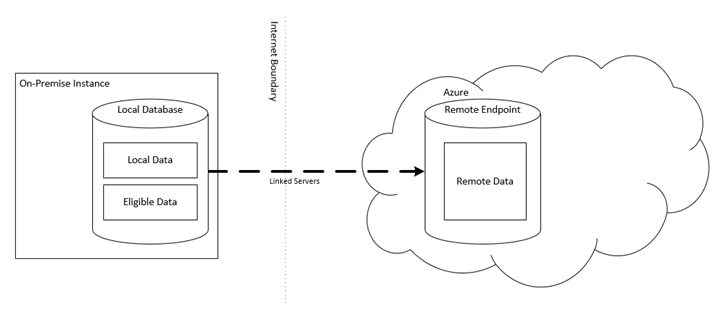 Internet Boundary
On-Premise Instance
Azure
Local Database
Remote Endpoint
Local Data
Linked Servers
Remote Data
Eligible Data